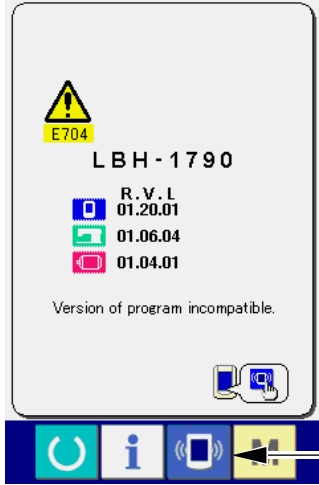 E704
LBH-1790
R.V.L
01.20.01
01.06.04
01.04.01
Version of program incompatible.
i
M